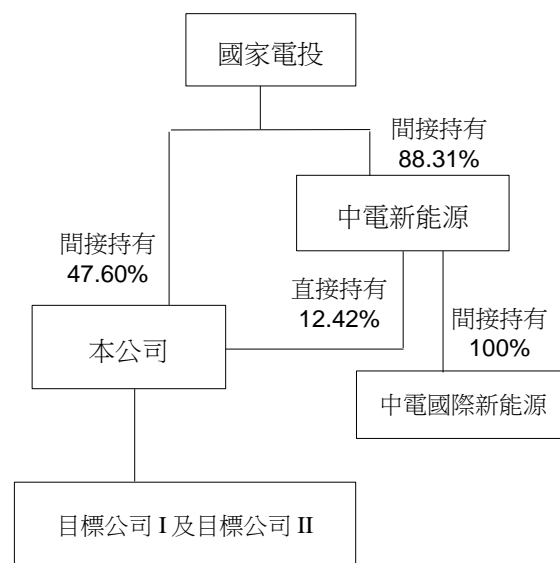 國家電投
間接持有
88.31%
中電新能源
間接持有
47.60%
直接持有
12.42%
間接持有
100%
本公司
中電國際新能源
目標公司 I 及目標公司 II